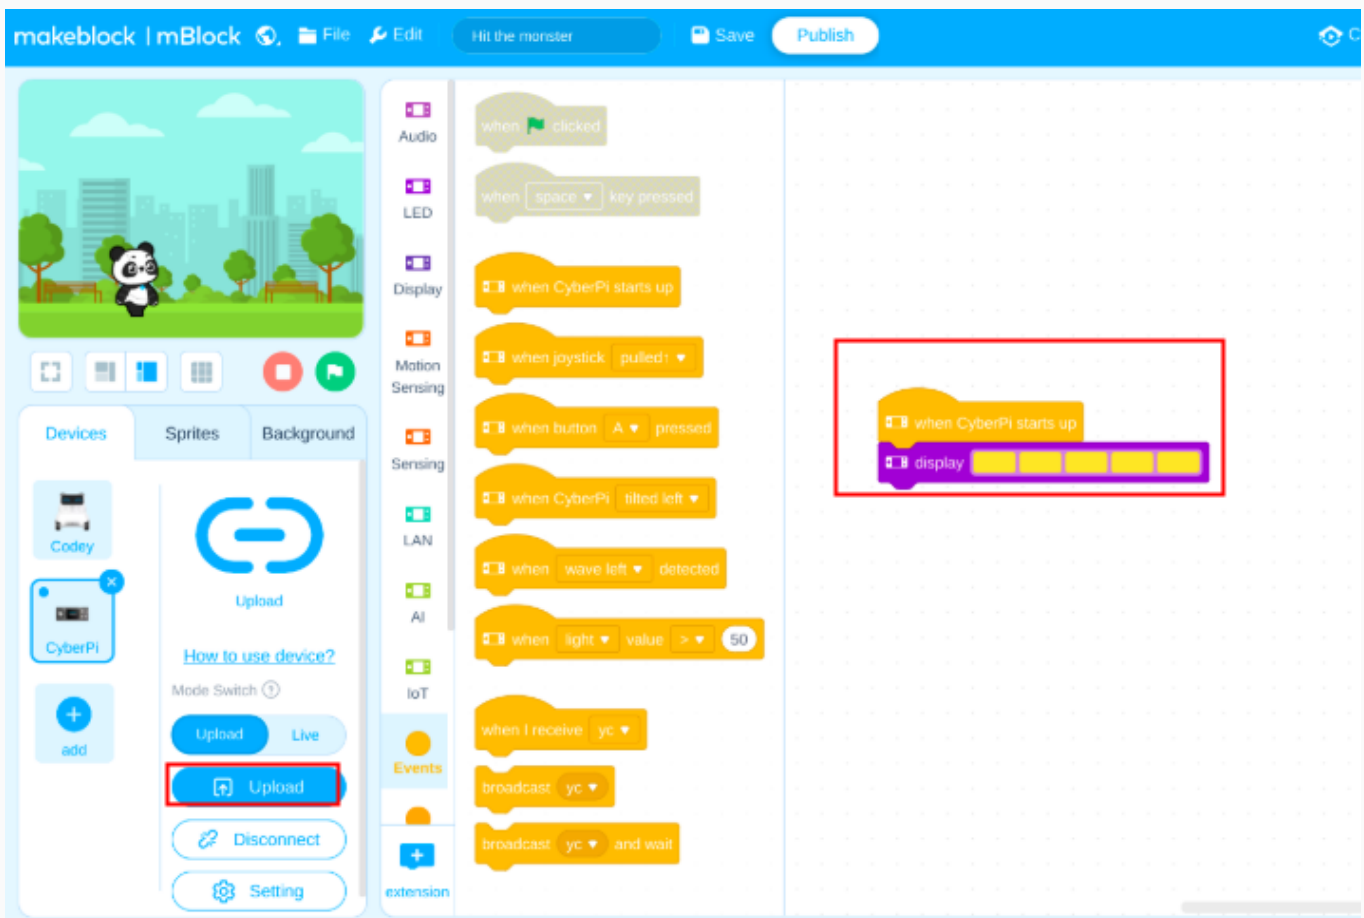 makeblock | mBlock
File
Edit
Hit the monster
Save
Publish
C
Audio
LED
Display
Motion
Sensing
Sensing
LAN
AI
IoT
Events
extension
when clicked
when space ▼ key pressed
when CyberPi starts up
when joystick pulled↑ ▼
when button A ▼ pressed
when CyberPi tilted left ▼
when wave left ▼ detected
when light ▼ value > ▼ 50
when I receive yc ▼
broadcast yc ▼
broadcast yc ▼ and wait
when CyberPi starts up
display
Devices
Sprites
Background
Codey
CyberPi
add
Upload
How to use device?
Mode Switch ?
Upload
Live
Upload
Disconnect
Setting